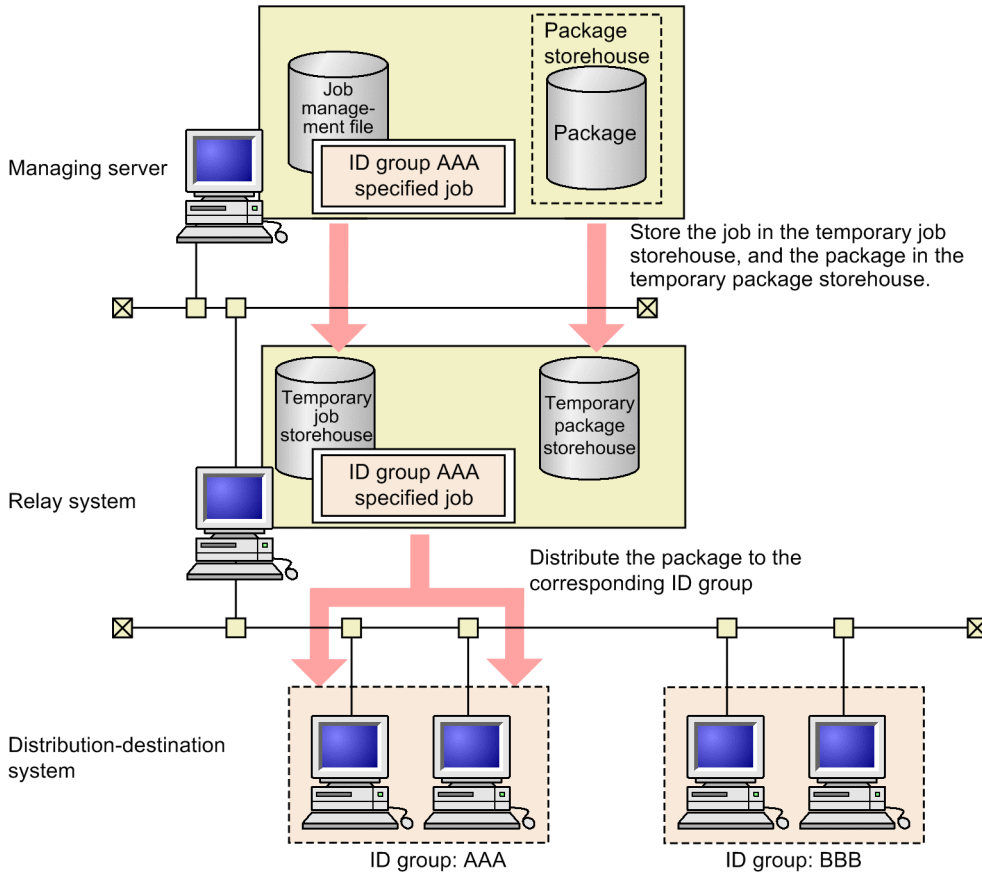 Package
storehouse
Job
manage-
ment file
Package
Managing server
ID group AAA
specified job
Store the job in the temporary job
storehouse, and the package in the
temporary package storehouse.
Temporary
job
storehouse
Temporary
package
storehouse
ID group AAA
specified job
Relay system
Distribute the package to the
corresponding ID group
Distribution-destination
system
ID group: AAA
ID group: BBB